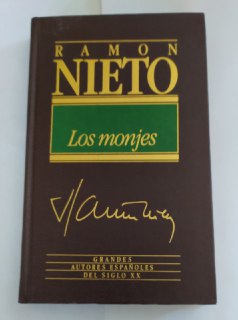 RAMON
NIETO
Los monjes
GRANDES
AUTORES ESPAÑOLES
DEL SIGLO XX